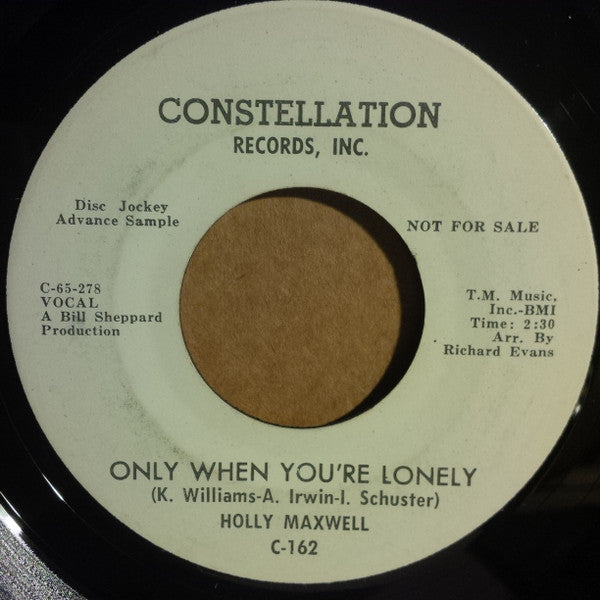 CONSTELLATION
RECORDS, INC.
Disc Jockey
Advance Sample
NOT FOR SALE
C-65-278
VOCAL
A Bill Sheppard
Production
T.M. Music,
Inc.-BMI
Time: 2:30
Arr. By
Richard Evans
ONLY WHEN YOU'RE LONELY
(K. Williams-A. Irwin-I. Schuster)
HOLLY MAXWELL
C-162